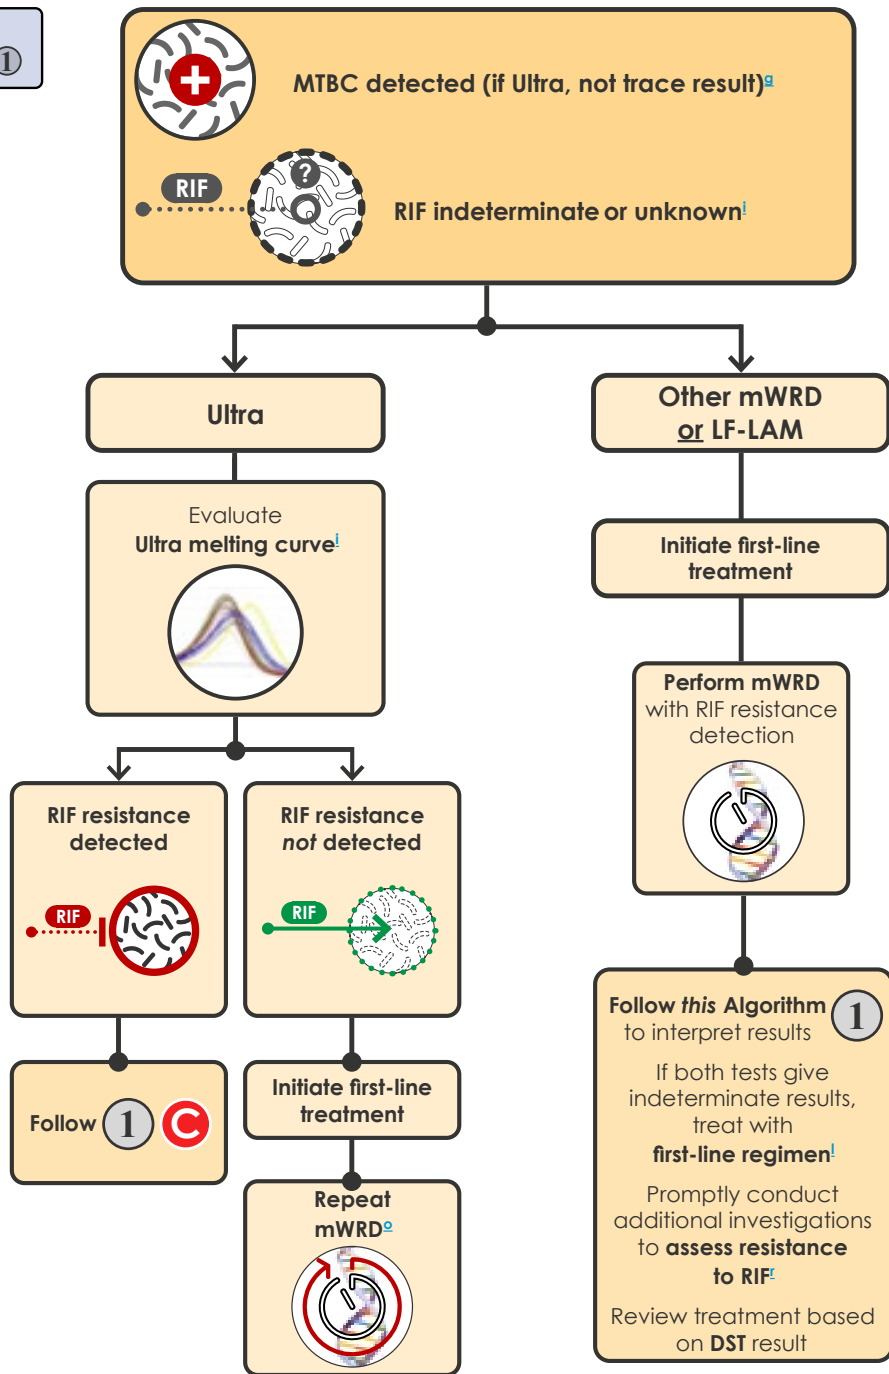 1
MTBC detected (if Ultra, not trace result)g
?
RIF
RIF indeterminate or unknowni
Ultra
Other mWRD
or LF-LAM
Evaluate
Ultra melting curvei
Initiate first-line
treatment
Perform mWRD
with RIF resistance
detection
RIF resistance
detected
RIF
RIF resistance
not detected
RIF
Follow 1 C
Initiate first-line
treatment
Repeat
mWRDo
Follow this Algorithm 1
to interpret results
If both tests give
indeterminate results,
treat with
first-line regimenl
Promptly conduct
additional investigations
to assess resistance
to RIFr
Review treatment based
on DST result